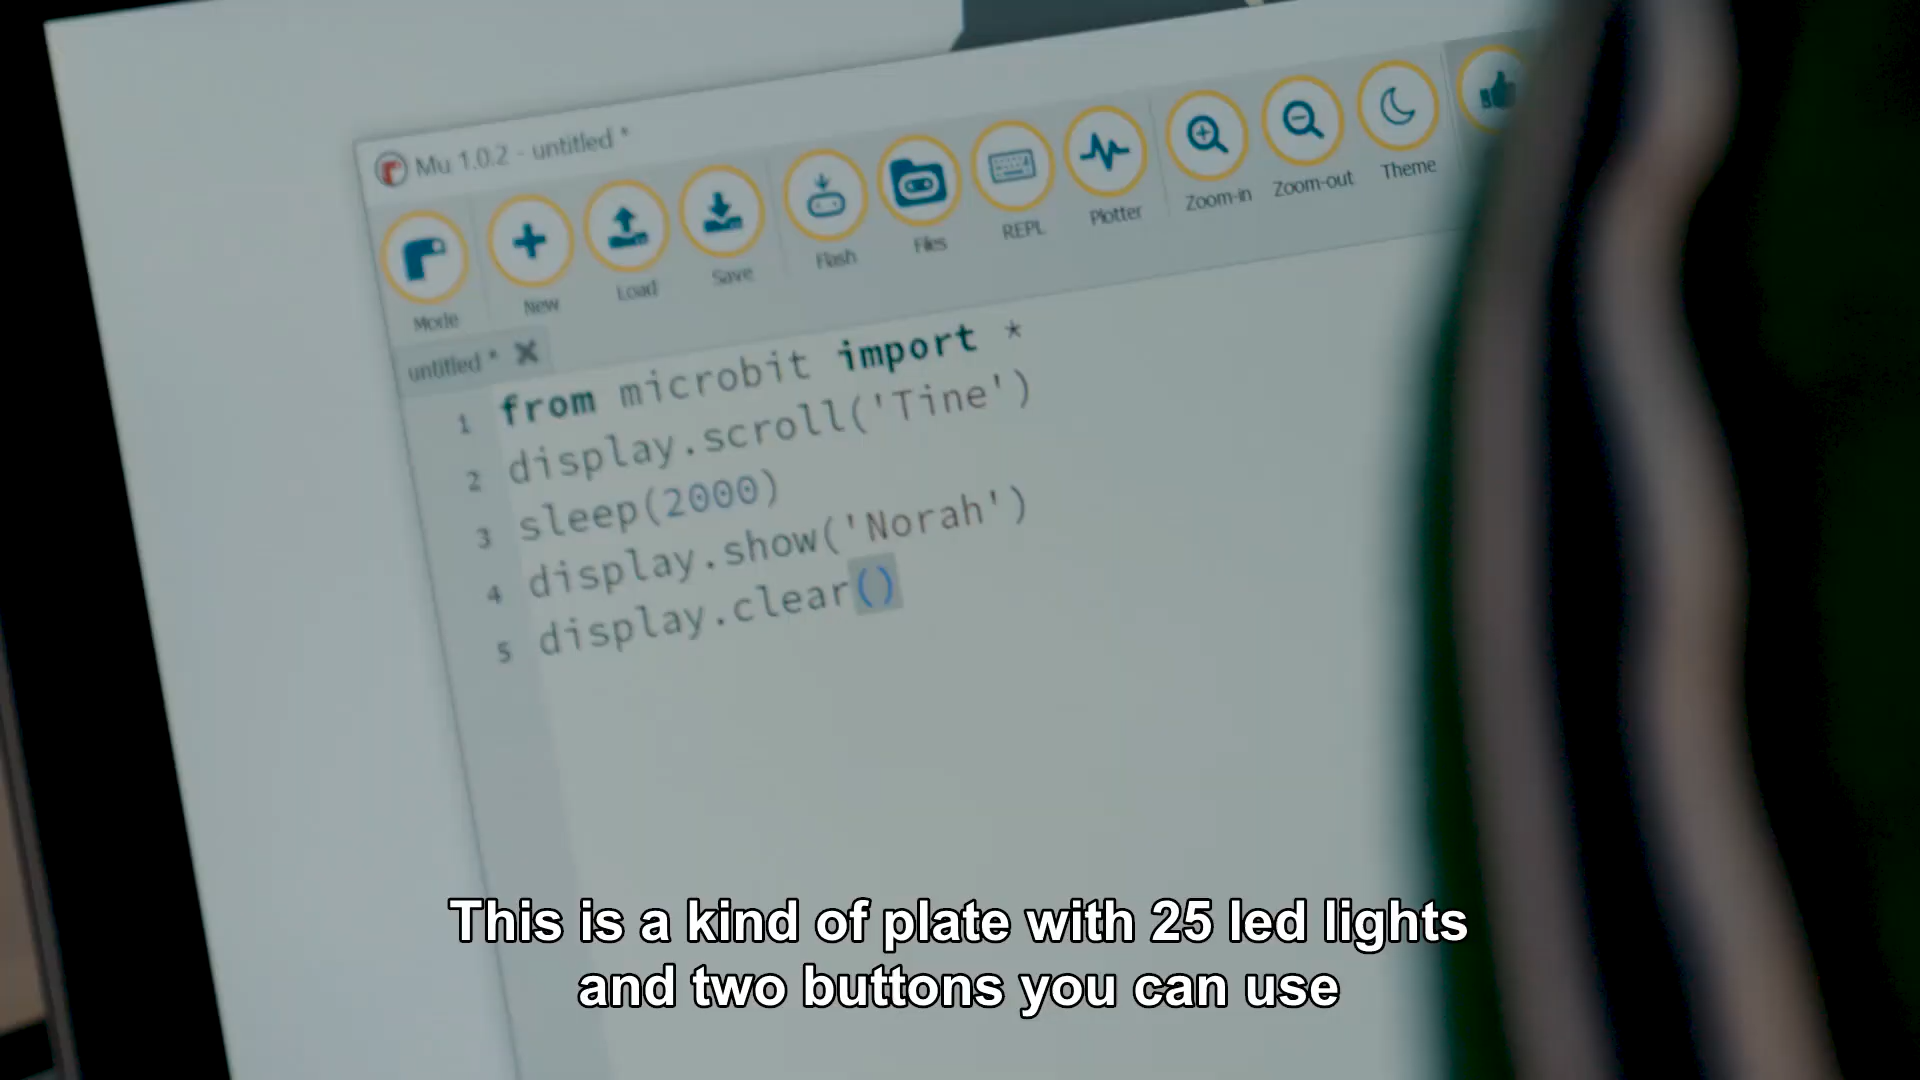 Mu 1.0.2 - untitled *
Mode
New
Load
Save
Flash
Files
REPL
Plotter
Zoom-in
Zoom-out
Theme
untitled *
1 from microbit import *
2 display.scroll('Tine')
3 sleep(2000)
4 display.show('Norah')
5 display.clear()
This is a kind of plate with 25 led lights
and two buttons you can use